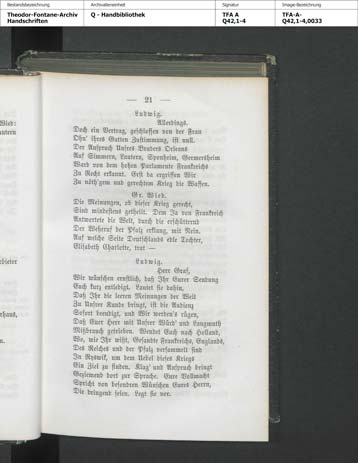 Bestandsbezeichnung Archivalieneinheit Signatur Image-Bezeichnung
Theodor-Fontane-Archiv Q - Handbibliothek TFA A TFA-A-
Handschriften Q42,1-4 Q42,1-4,0033
— 21 —
Ludwig.
Allerdings.
Doch ein Vertrag, geschlossen von der Frau
Ohn' ihres Gatten Zustimmung, ist null.
Der Anspruch Unsres Bruders Orleans
Auf Simmern, Lautern, Sponheim, Germersheim
Ward von dem hohen Parlamente Frankreichs
Zu Recht erkannt. Erst da ergriffen Wir
Zu nöth'gem und gerechtem Krieg die Waffen.
Gr. Wied.
Die Meinungen, ob dieser Krieg gerecht,
Sind mindestens getheilt. Dem Ja von Frankreich
Antwortete die Welt, durch die erschütternd
Der Weheruf der Pfalz erklang, mit Nein.
Auf welche Seite Deutschlands edle Tochter,
Elisabeth Charlotte, trat —
Ludwig.
Herr Graf,
Wir wünschen ernstlich, daß Ihr Eurer Sendung
Euch kurz entledigt. Lautet sie dahin,
Daß Ihr die leeren Meinungen der Welt
Zu Unsrer Kunde bringt, ist die Audienz
Sofort beendigt, und Wir werden's rügen,
Daß Euer Herr mit Unsrer Würd' und Langmuth
Mißbrauch getrieben. Wendet Euch nach Holland,
Wo, wie Ihr wißt, Gesandte Frankreichs, Englands,
Des Reiches und der Pfalz versammelt sind
In Ryswik, um dem Uebel dieses Kriegs
Ein Ziel zu finden. Klag' und Anspruch bringt
Geziemend dort zur Sprache. Eure Vollmacht
Spricht von besondren Wünschen Eures Herrn,
Die dringend seien. Legt sie vor.